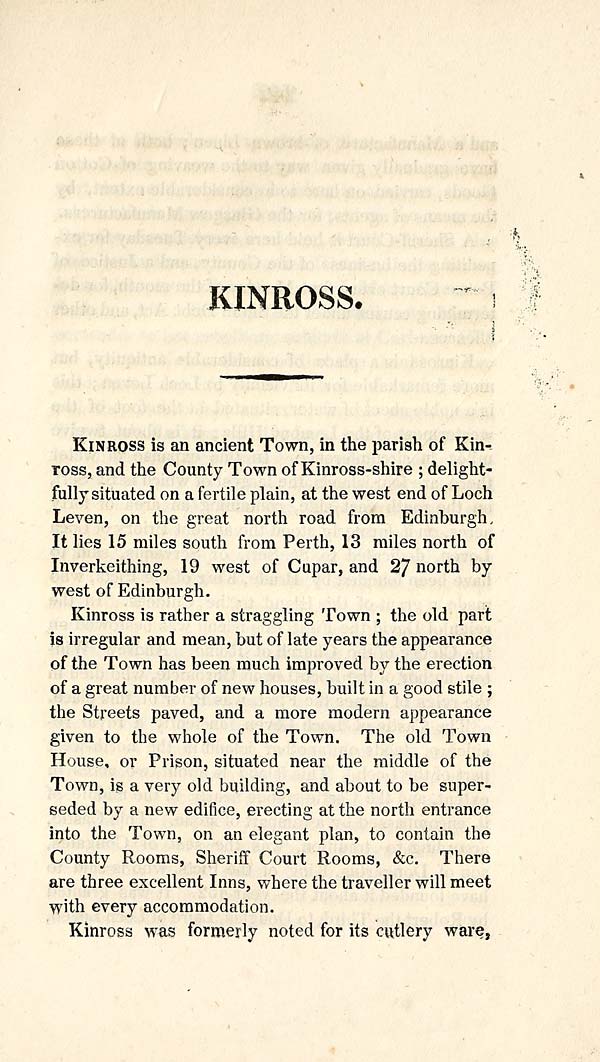 KINROSS.
KINROSS is an ancient Town, in the parish of Kin-
ross, and the County Town of Kinross-shire ; delight-
fully situated on a fertile plain, at the west end of Loch
Leven, on the great north road from Edinburgh.
It lies 15 miles south from Perth, 13 miles north of
Inverkeithing, 19 west of Cupar, and 27 north by
west of Edinburgh.
Kinross is rather a straggling Town ; the old part
is irregular and mean, but of late years the appearance
of the Town has been much improved by the erection
of a great number of new houses, built in a good stile ;
the Streets paved, and a more modern appearance
given to the whole of the Town. The old Town
House, or Prison, situated near the middle of the
Town, is a very old building, and about to be super-
seded by a new edifice, erecting at the north entrance
into the Town, on an elegant plan, to contain the
County Rooms, Sheriff Court Rooms, &c. There
are three excellent Inns, where the traveller will meet
with every accommodation.
Kinross was formerly noted for its cutlery ware,